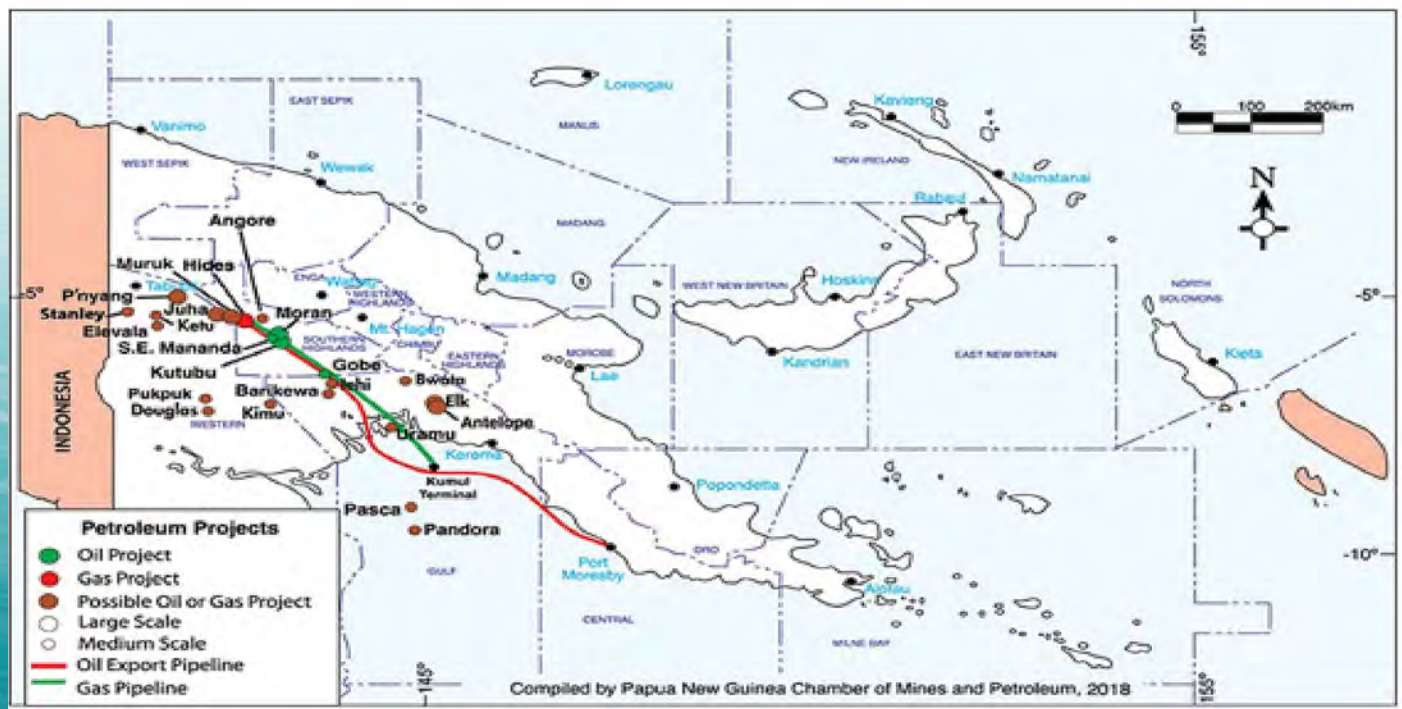 155°
Lorengau
Kavieng
EAST SEPIK
MANUS
0 100 200km
Vanimo
WEST SEPIK
Wewak
NEW IRELAND
Namatanai
N
Rabaul
Angore
MADANG
Muruk
Hides
ENGA
Madang
Hoskins
WEST NEW BRITAIN
NORTH
SOLOMONS
P'nyang
WESTERN
HIGHLANDS
5°
-5°
Stanley
Juha
Ketu
Moran
Mt. Hagen
Elevala
S.E. Mananda
SOUTHERN
HIGHLANDS
CHIMBU
EASTERN
HIGHLANDS
MOROBE
EAST NEW BRITAIN
Kandrian
Kieta
Kutubu
Gobe
Lae
INDONESIA
Barikewa
Iehi
Bwata
Pukpuk
Elk
Douglas
Kimu
Antelope
WESTERN
Uramu
Kerema
Kumul
Terminal
Popondetta
Pasca
Pandora
ORO
Port
Moresby
-10°
GULF
Alotau
CENTRAL
MILNE BAY
Petroleum Projects
Oil Project
Gas Project
Possible Oil or Gas Project
Large Scale
Medium Scale
Oil Export Pipeline
Gas Pipeline
145°
Compiled by Papua New Guinea Chamber of Mines and Petroleum, 2018
155°